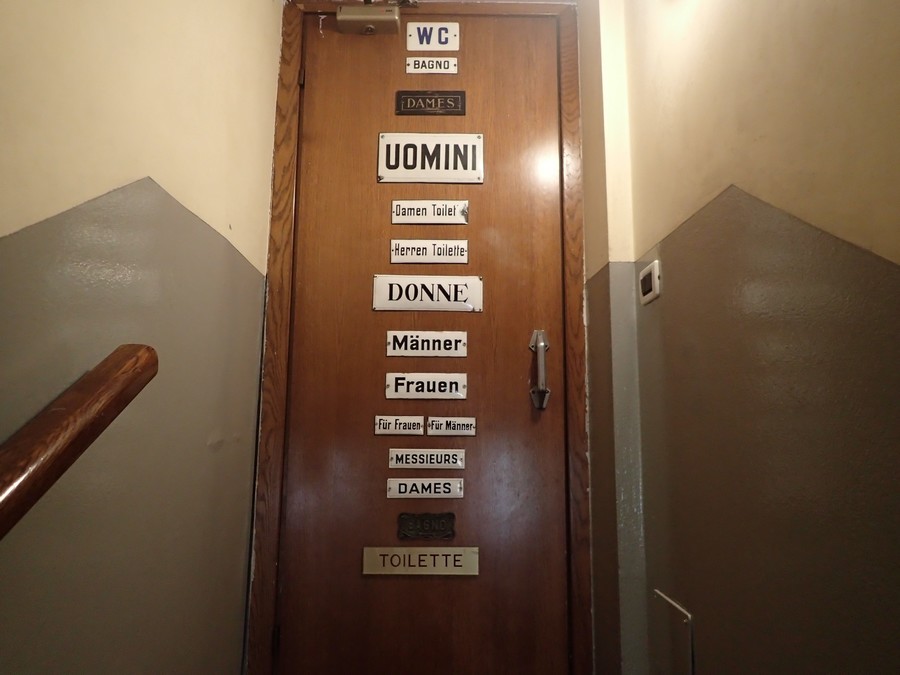 WC
BAGNO
DAMES
UOMINI
Damen Toilet
Herren Toilette
DONNE
Männer
Frauen
Für Frauen Für Männer
MESSIEURS
DAMES
BAGNO
TOILETTE